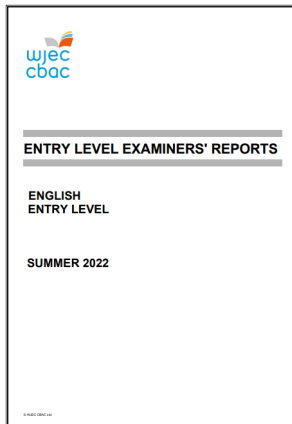 wjec
cbac
ENTRY LEVEL EXAMINERS' REPORTS
ENGLISH
ENTRY LEVEL
SUMMER 2022
© WJEC CBAC Ltd